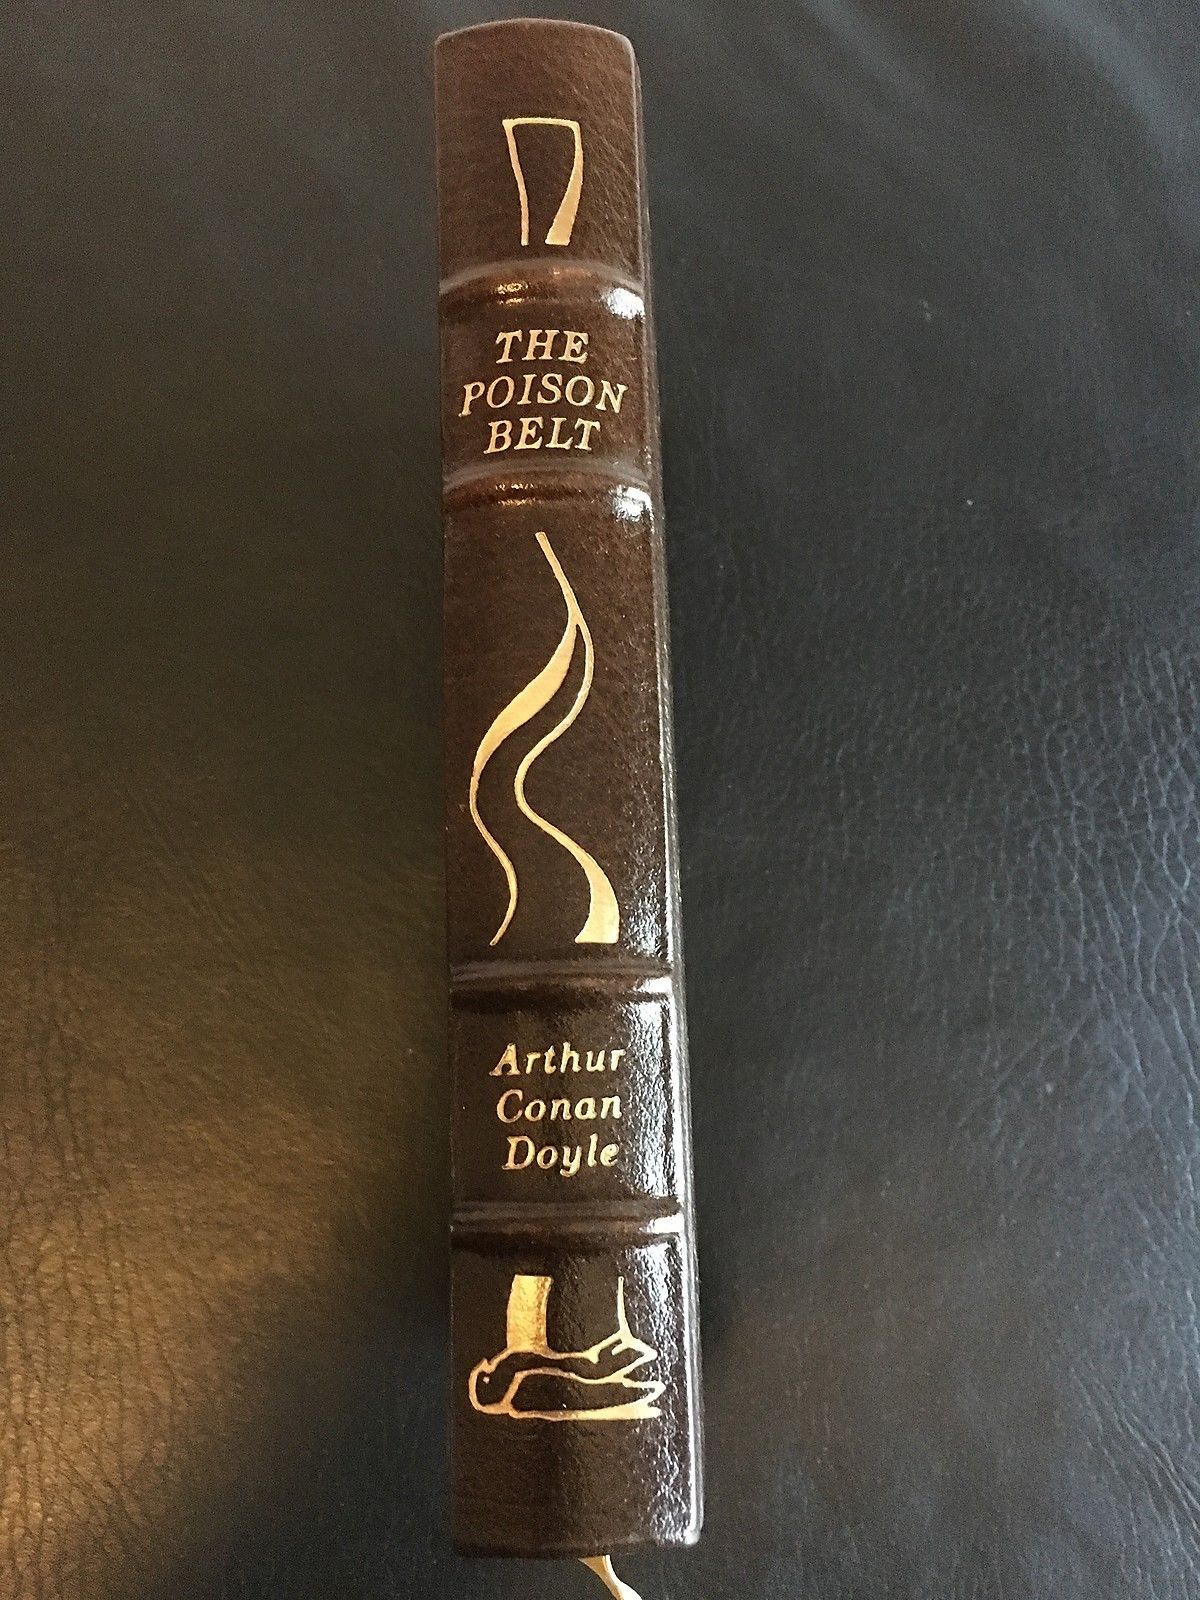 THE
POISON
BELT
Arthur
Conan
Doyle